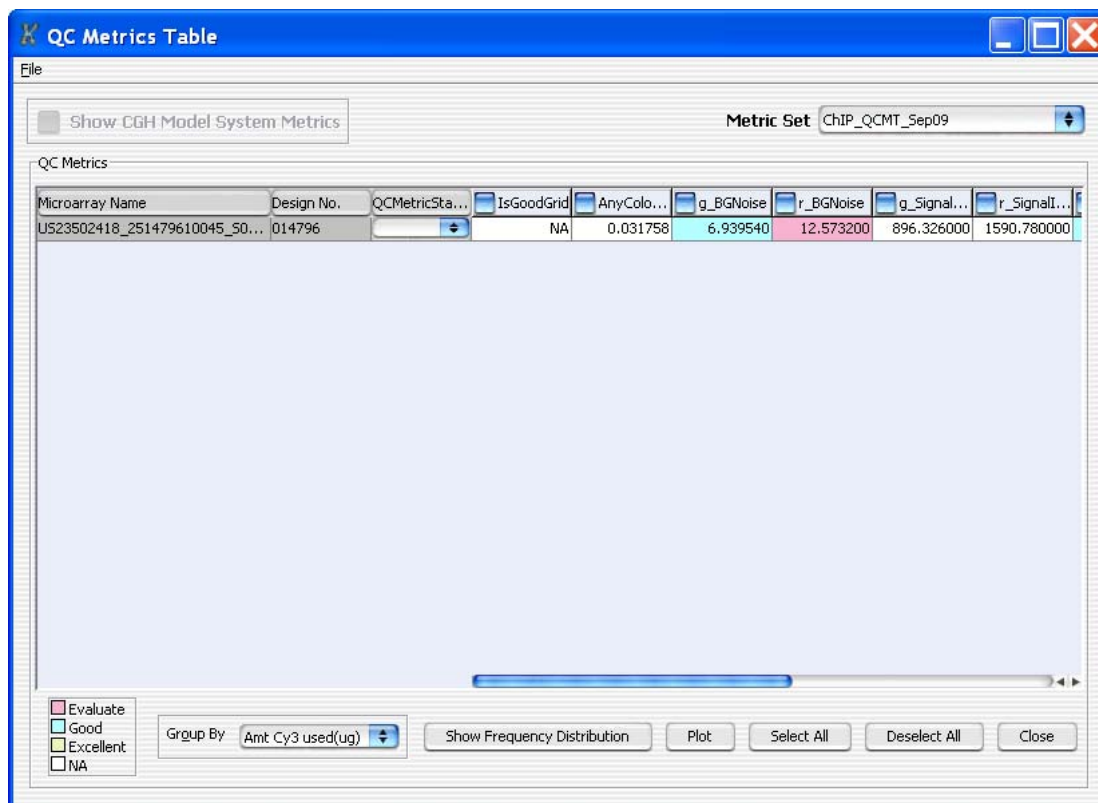 QC Metrics Table
File
Show CGH Model System Metrics
Metric Set ChIP_QCMT_Sep09
QC Metrics
Microarray Name Design No. QCMetricSta... IsGoodGrid AnyColo... g_BGNoise r_BGNoise g_Signal... r_SignalI...
US23502418_251479610045_S0... 014796 NA 0.031758 6.939540 12.573200 896.326000 1590.780000
Evaluate
Good
Excellent
NA
Group By Amt Cy3 used(ug) Show Frequency Distribution Plot Select All Deselect All Close